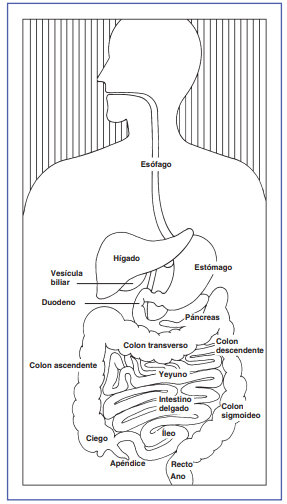 Esófago
Hígado
Estómago
Vesícula
biliar
Duodeno
Páncreas
Colon transverso
Colon
descendente
Colon ascendente
Yeyuno
Intestino
delgado
Colon
sigmoideo
Íleo
Ciego
Apéndice
Recto
Ano